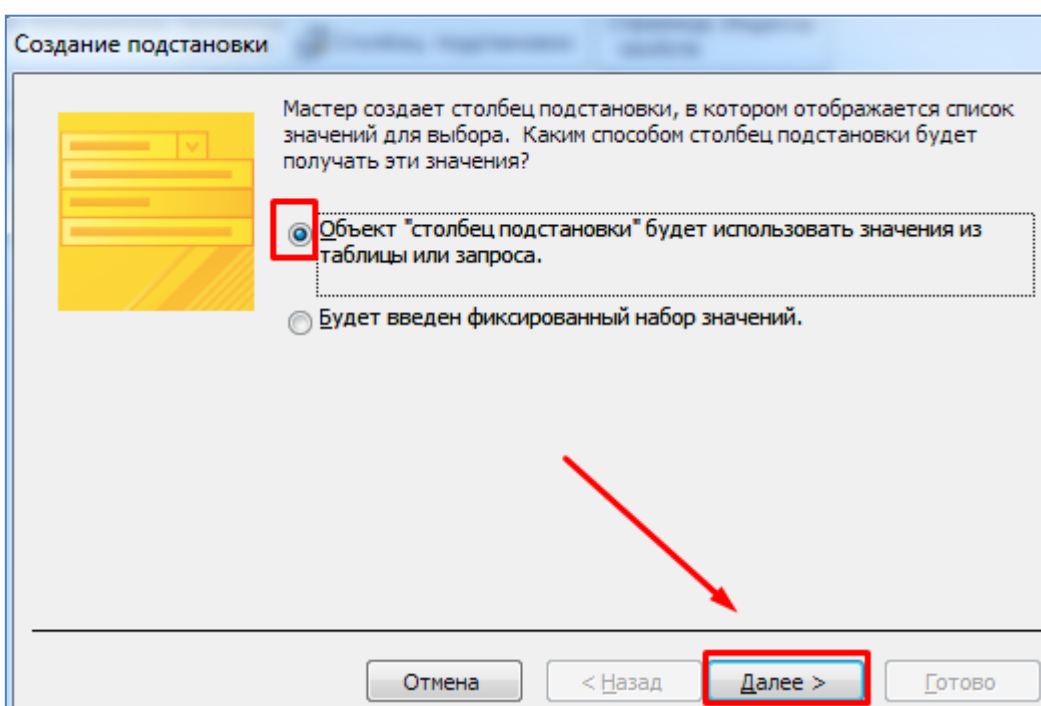 Создание подстановки
Мастер создает столбец подстановки, в котором отображается список
значений для выбора. Каким способом столбец подстановки будет
получать эти значения?
Объект "столбец подстановки" будет использовать значения из
таблицы или запроса.
Будет введен фиксированный набор значений.
Отмена
< Назад
Далее >
Готово